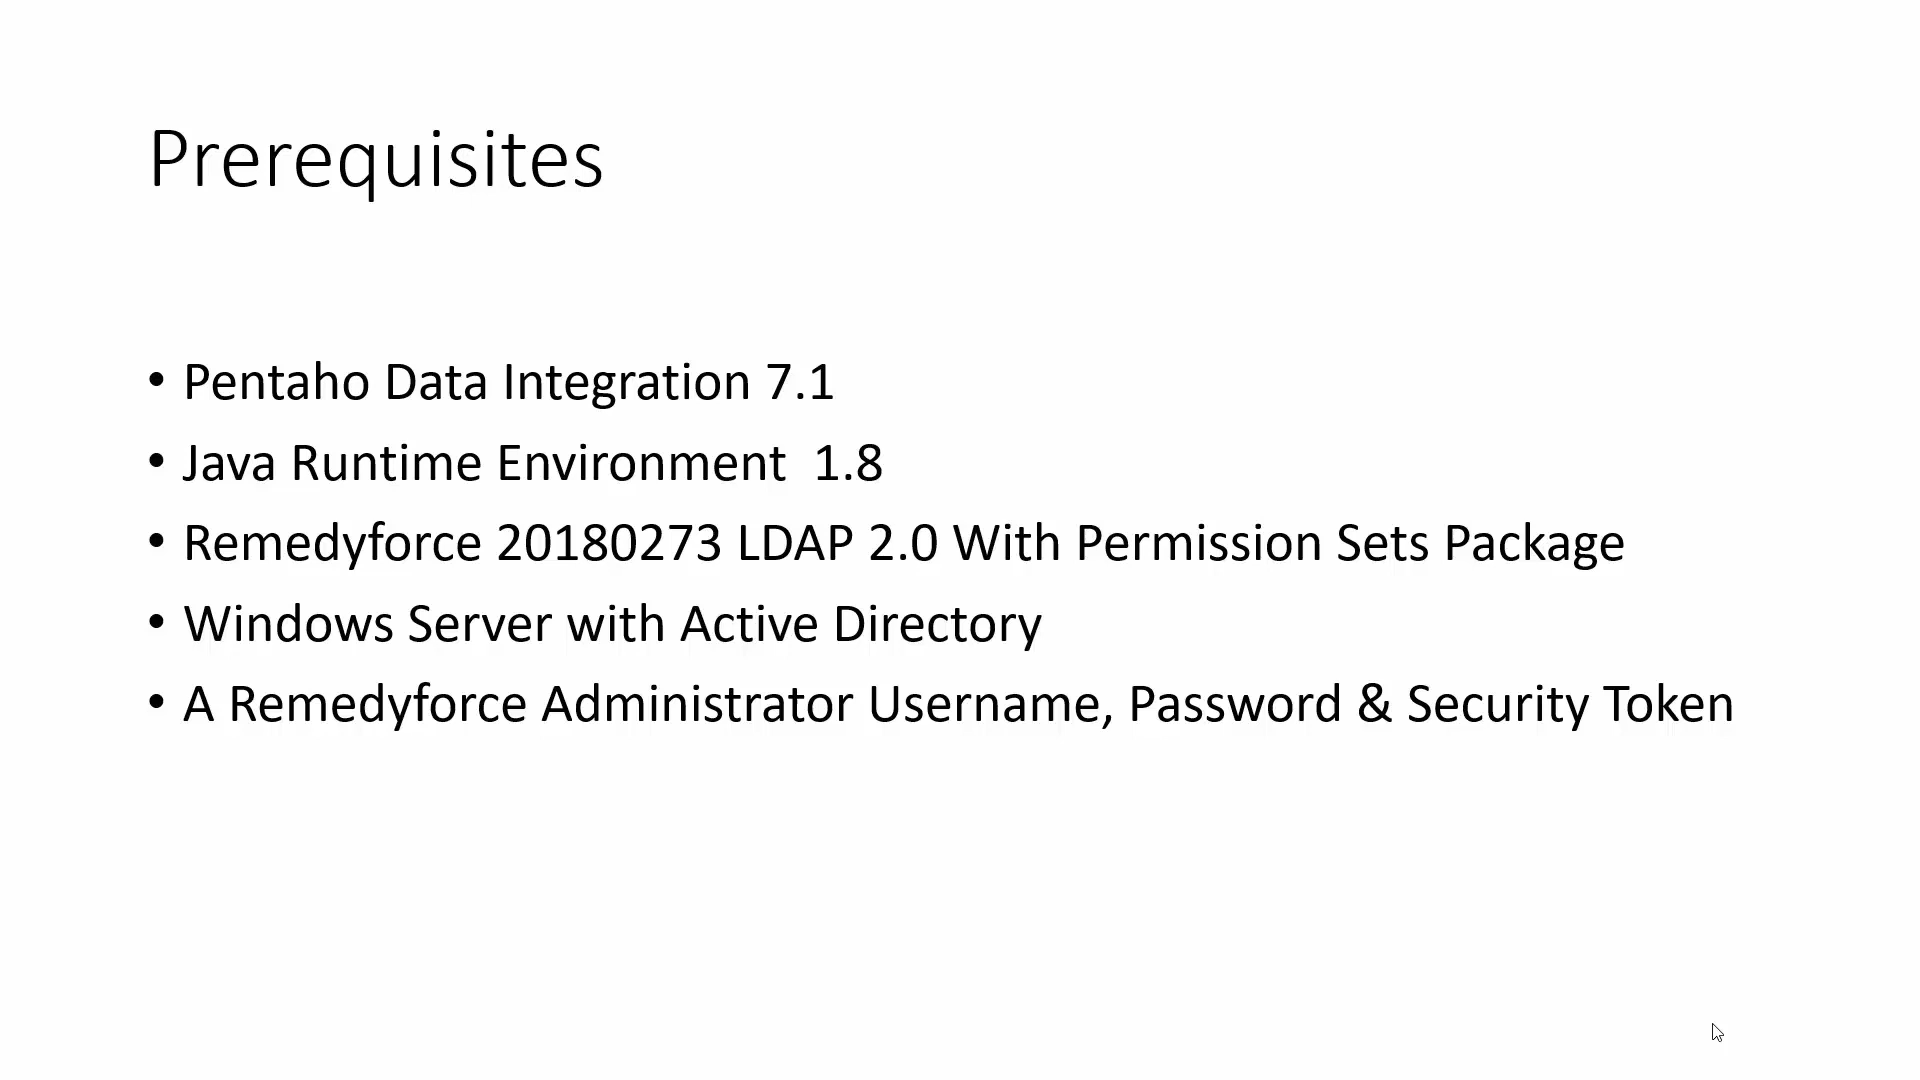 Prerequisites
• Pentaho Data Integration 7.1
• Java Runtime Environment  1.8
• Remedyforce 20180273 LDAP 2.0 With Permission Sets Package
• Windows Server with Active Directory
• A Remedyforce Administrator Username, Password & Security Token